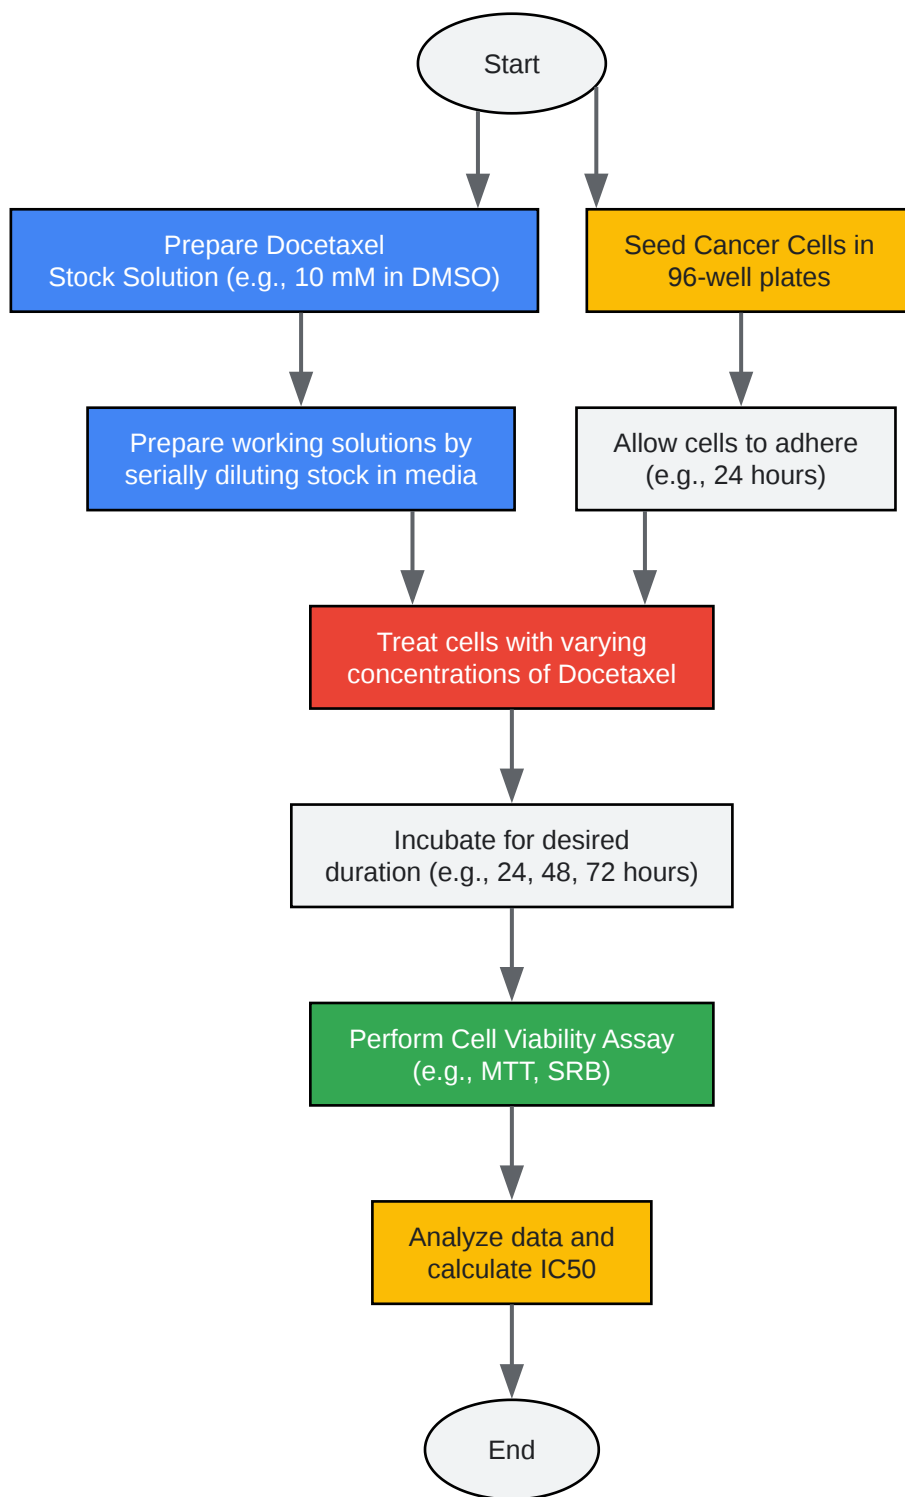 Start
Prepare Docetaxel
Stock Solution (e.g., 10 mM in DMSO)
Seed Cancer Cells in
96-well plates
Prepare working solutions by
serially diluting stock in media
Allow cells to adhere
(e.g., 24 hours)
Treat cells with varying
concentrations of Docetaxel
Incubate for desired
duration (e.g., 24, 48, 72 hours)
Perform Cell Viability Assay
(e.g., MTT, SRB)
Analyze data and
calculate IC50
End